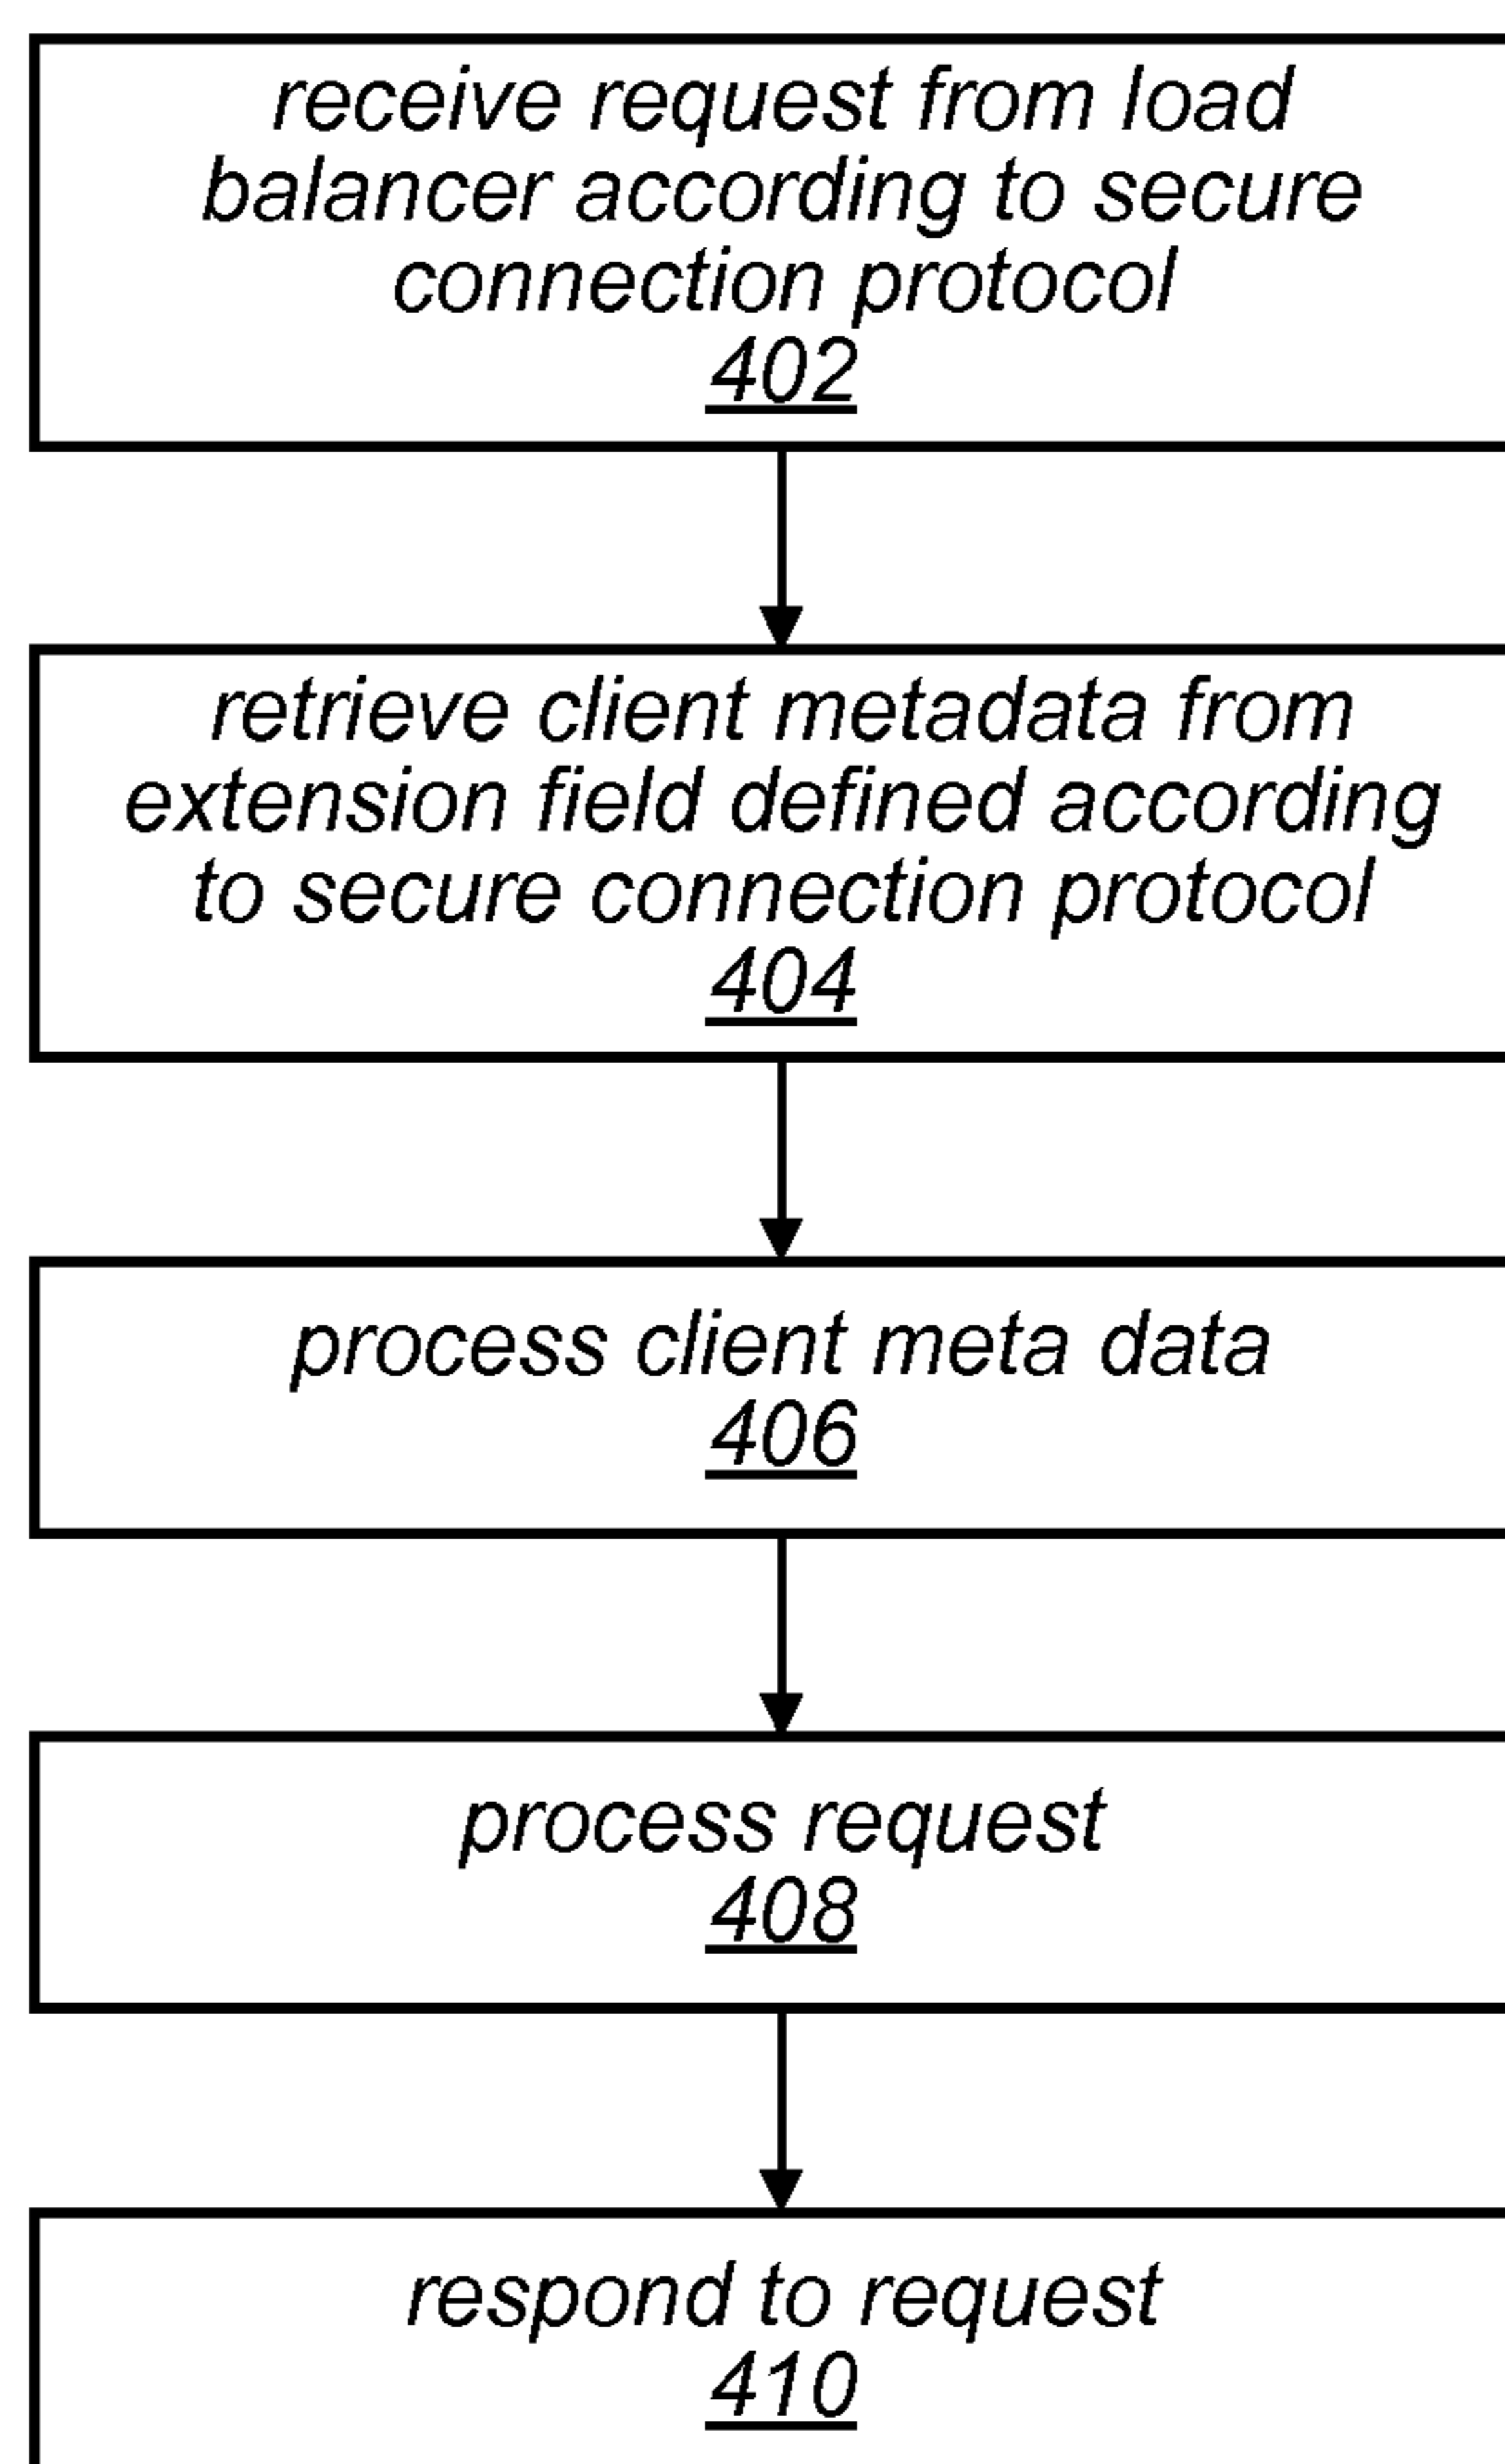 receive request from load
balancer according to secure
connection protocol
402
retrieve client metadata from
extension field defined according
to secure connection protocol
404
process client meta data
406
process request
408
respond to request
410